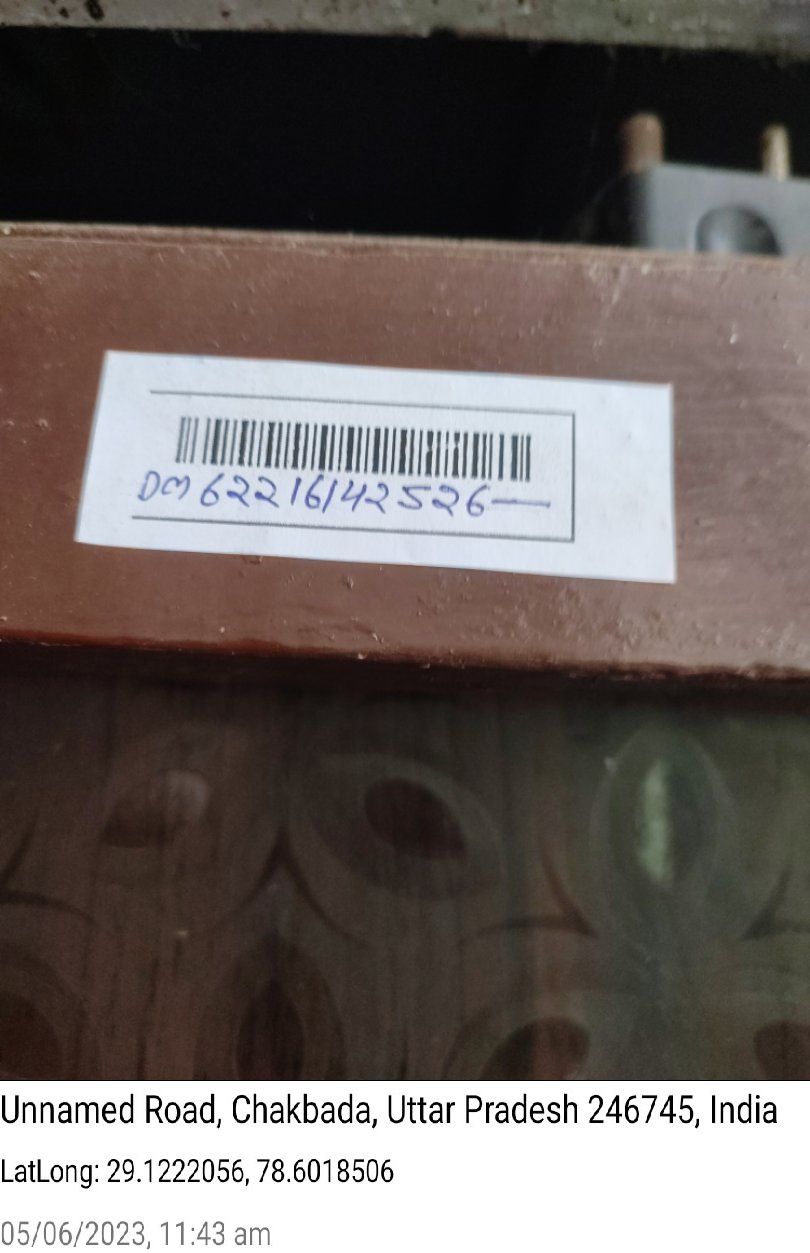 DM 62216142526—
Unnamed Road, Chakbada, Uttar Pradesh 246745, India
LatLong: 29.1222056, 78.6018506
05/06/2023, 11:43 am